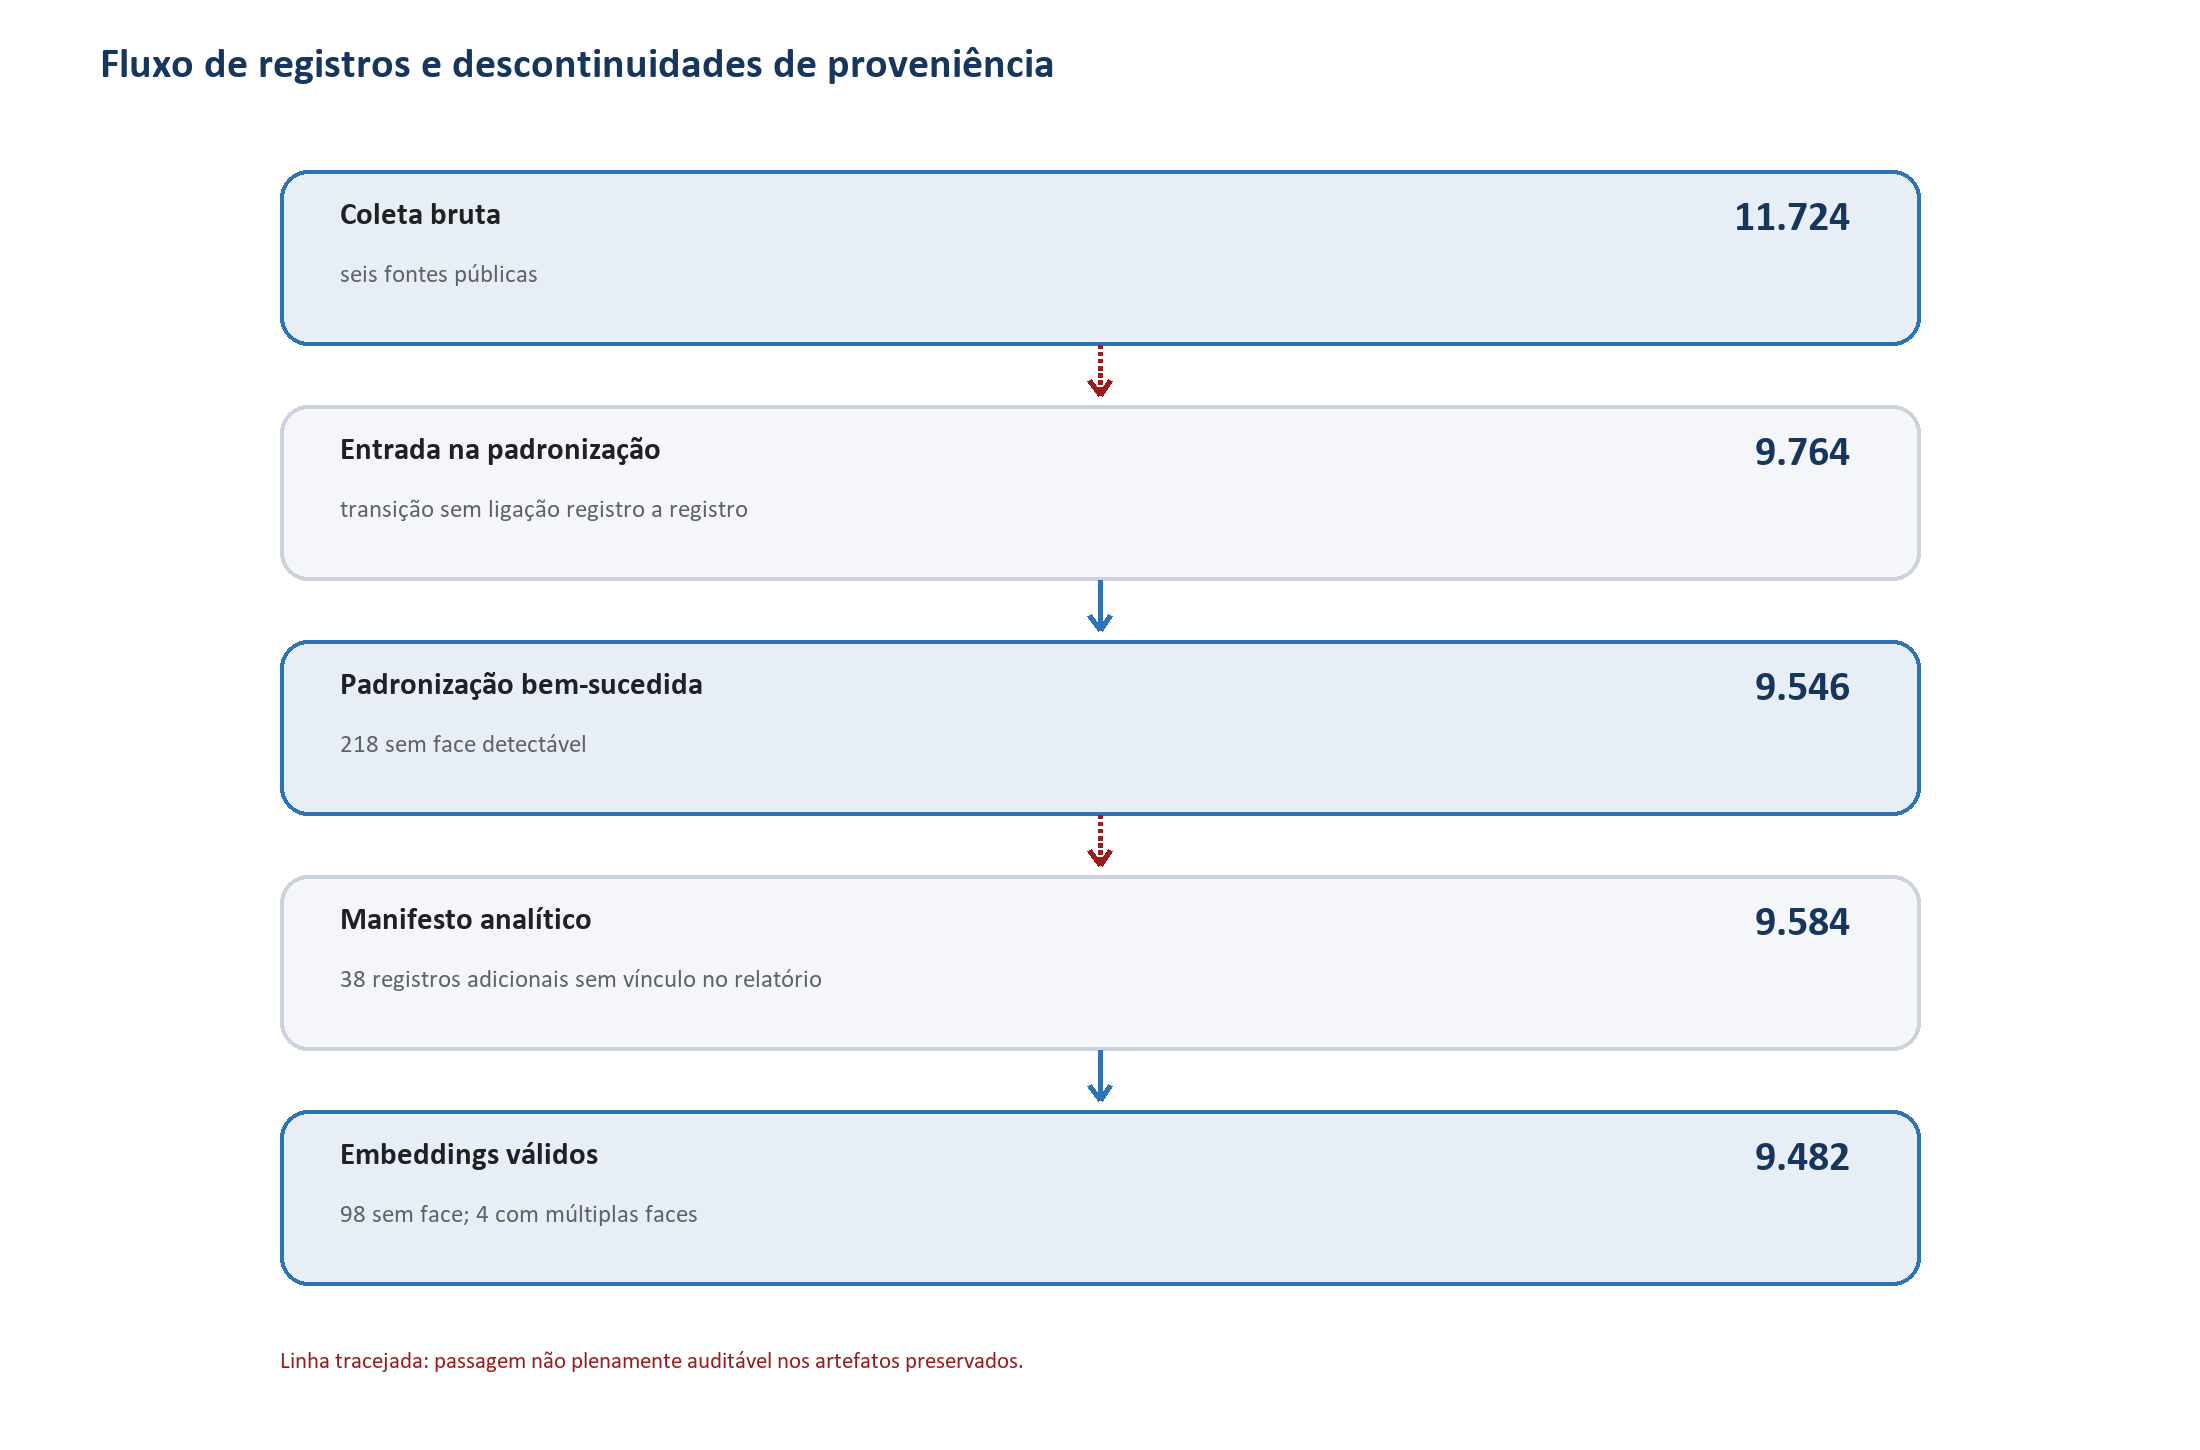 Fluxo de registros e descontinuidades de proveniência
Coleta bruta
11.724
seis fontes públicas
Entrada na padronização
9.764
transição sem ligação registro a registro
Padronização bem-sucedida
9.546
218 sem face detectável
Manifesto analítico
9.584
38 registros adicionais sem vínculo no relatório
Embeddings válidos
9.482
98 sem face; 4 com múltiplas faces
Linha tracejada: passagem não plenamente auditável nos artefatos preservados.